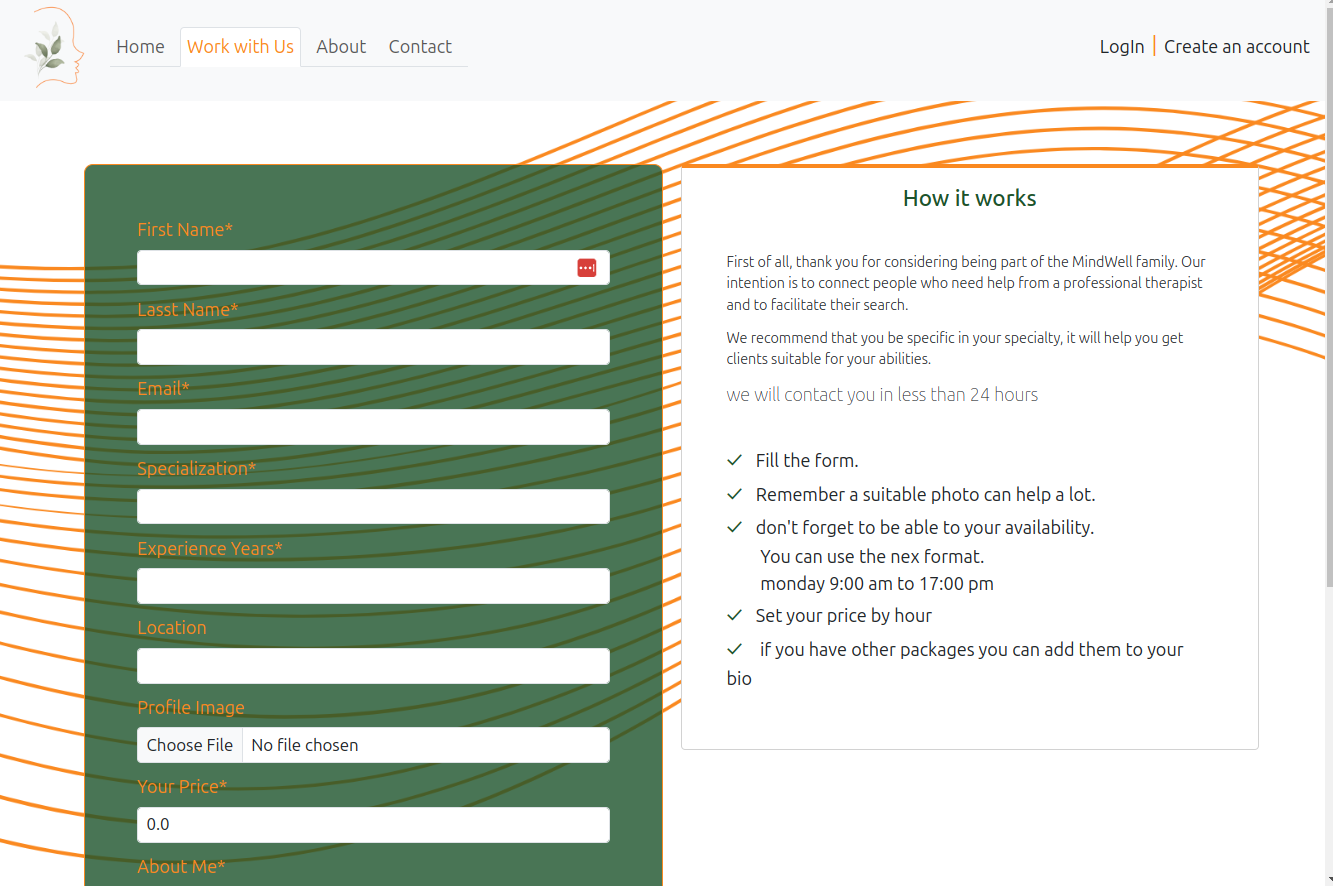 Home
Work with Us
About
Contact
LogIn
Create an account
First Name*
Lasst Name*
Email*
Specialization*
Experience Years*
Location
Profile Image
Choose File No file chosen
Your Price*
0.0
About Me*
How it works
First of all, thank you for considering being part of the MindWell family. Our
intention is to connect people who need help from a professional therapist
and to facilitate their search.
We recommend that you be specific in your specialty, it will help you get
clients suitable for your abilities.
we will contact you in less than 24 hours
Fill the form.
Remember a suitable photo can help a lot.
don't forget to be able to your availability.
You can use the nex format.
monday 9:00 am to 17:00 pm
Set your price by hour
if you have other packages you can add them to your
bio